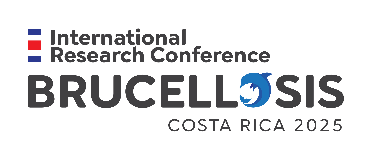 International
Research Conference
BRUCELLOSIS
COSTA RICA 2025